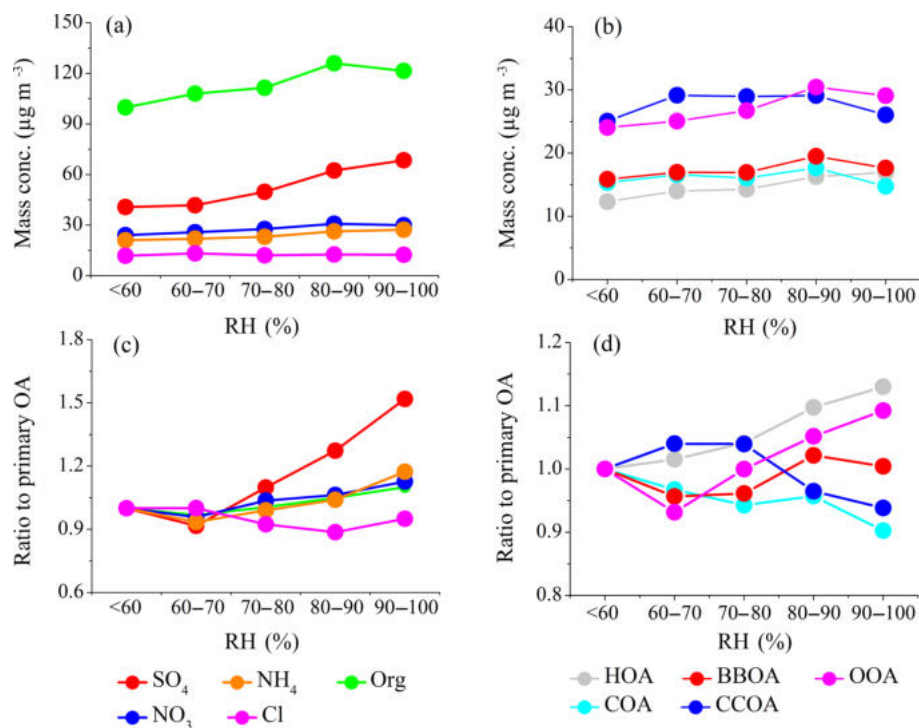 (a)
150
120
90
60
30
0
Mass conc. (μg m ⁻³)
<60 60–70 70–80 80–90 90–100
RH (%)
(b)
40
30
20
10
0
Mass conc. (μg m ⁻³)
<60 60–70 70–80 80–90 90–100
RH (%)
(c)
1.8
1.5
1.2
0.9
0.6
Ratio to primary OA
<60 60–70 70–80 80–90 90–100
RH (%)
(d)
1.2
1.1
1.0
0.9
0.8
Ratio to primary OA
<60 60–70 70–80 80–90 90–100
RH (%)
SO₄ NH₄ Org
NO₃ Cl
HOA BBOA OOA
COA CCOA